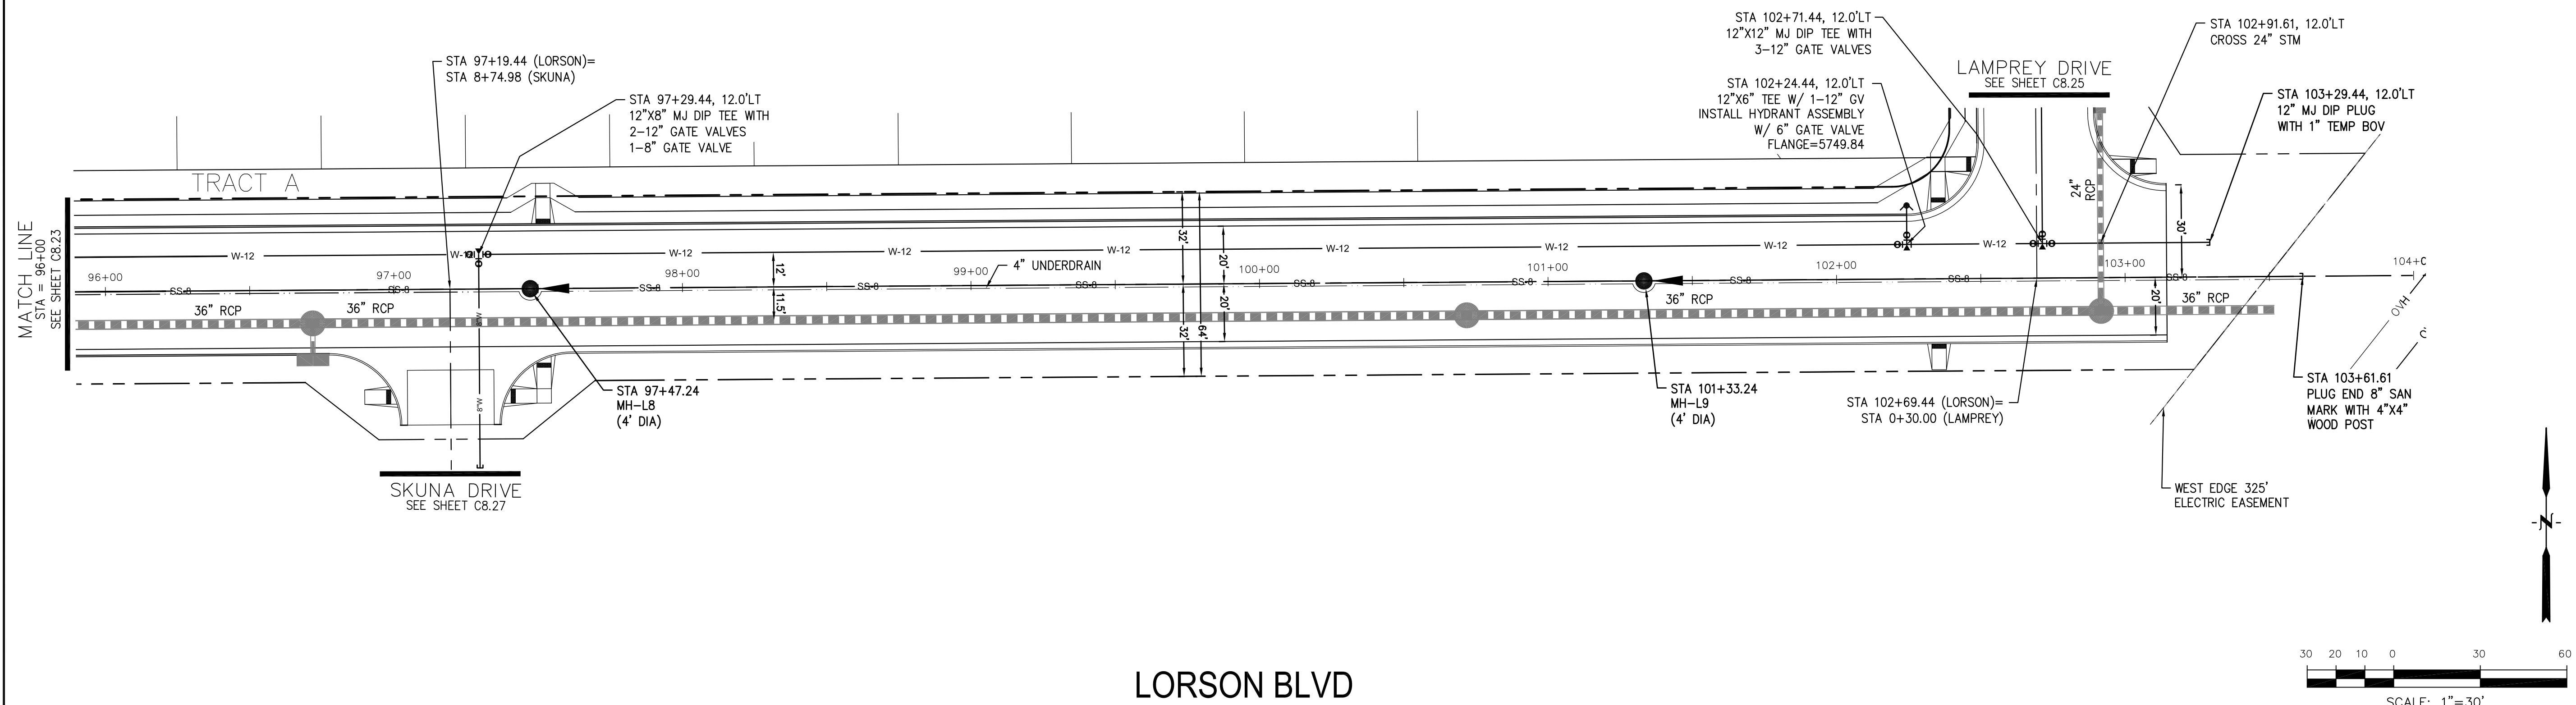 STA 97+19.44 (LORSON)=
STA 8+74.98 (SKUNA)
STA 97+29.44, 12.0'LT
12"X8" MJ DIP TEE WITH
2-12" GATE VALVES
1-8" GATE VALVE
STA 102+71.44, 12.0'LT
12"X12" MJ DIP TEE WITH
3-12" GATE VALVES
STA 102+24.44, 12.0'LT
12"X6" TEE W/ 1-12" GV
INSTALL HYDRANT ASSEMBLY
W/ 6" GATE VALVE
FLANGE=5749.84
LAMPREY DRIVE
SEE SHEET C8.25
STA 102+91.61, 12.0'LT
CROSS 24" STM
STA 103+29.44, 12.0'LT
12" MJ DIP PLUG
WITH 1" TEMP BOV
TRACT A
MATCH LINE
STA = 96+00
SEE SHEET C8.23
24"
RCP
32'
20'
30'
W-12
W-12
W-12
W-12
W-12
W-12
W-12
W-12
W-12
12'
96+00
97+00
98+00
99+00
4" UNDERDRAIN
100+00
101+00
102+00
103+00
104+0
SS-8
SS-8
SS-8
SS-8
SS-8
SS-8
SS-8
SS-8
SS-8
SS-8
11.5'
20'
20'
36" RCP
36" RCP
36" RCP
36" RCP
32'
64'
OVH
8"W
8"W
STA 97+47.24
MH-L8
(4' DIA)
STA 101+33.24
MH-L9
(4' DIA)
STA 102+69.44 (LORSON)=
STA 0+30.00 (LAMPREY)
STA 103+61.61
PLUG END 8" SAN
MARK WITH 4"X4"
WOOD POST
WEST EDGE 325'
ELECTRIC EASEMENT
SKUNA DRIVE
SEE SHEET C8.27
N
LORSON BLVD
30 20 10 0 30 60
SCALE: 1"=30'